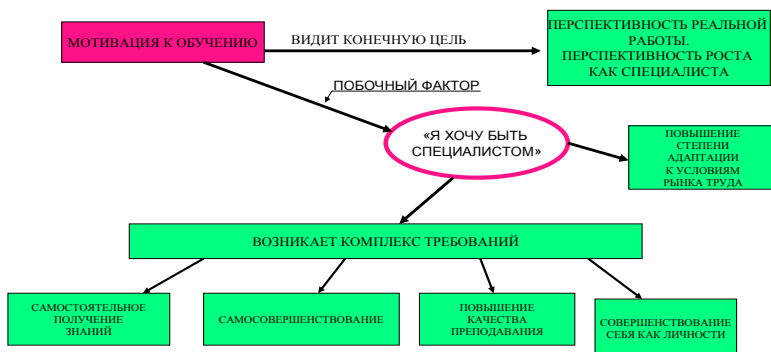 МОТИВАЦИЯ К ОБУЧЕНИЮ
ВИДИТ КОНЕЧНУЮ ЦЕЛЬ
ПЕРСПЕКТИВНОСТЬ РЕАЛЬНОЙ
РАБОТЫ.
ПЕРСПЕКТИВНОСТЬ РОСТА
КАК СПЕЦИАЛИСТА
ПОБОЧНЫЙ ФАКТОР
«Я ХОЧУ БЫТЬ
СПЕЦИАЛИСТОМ»
ПОВЫШЕНИЕ
СТЕПЕНИ
АДАПТАЦИИ
К УСЛОВИЯМ
РЫНКА ТРУДА
ВОЗНИКАЕТ КОМПЛЕКС ТРЕБОВАНИЙ
САМОСТОЯТЕЛЬНОЕ
ПОЛУЧЕНИЕ
ЗНАНИЙ
САМОСОВЕРШЕНСТВОВАНИЕ
ПОВЫШЕНИЕ
КАЧЕСТВА
ПРЕПОДАВАНИЯ
СОВЕРШЕНСТВОВАНИЕ
СЕБЯ КАК ЛИЧНОСТИ